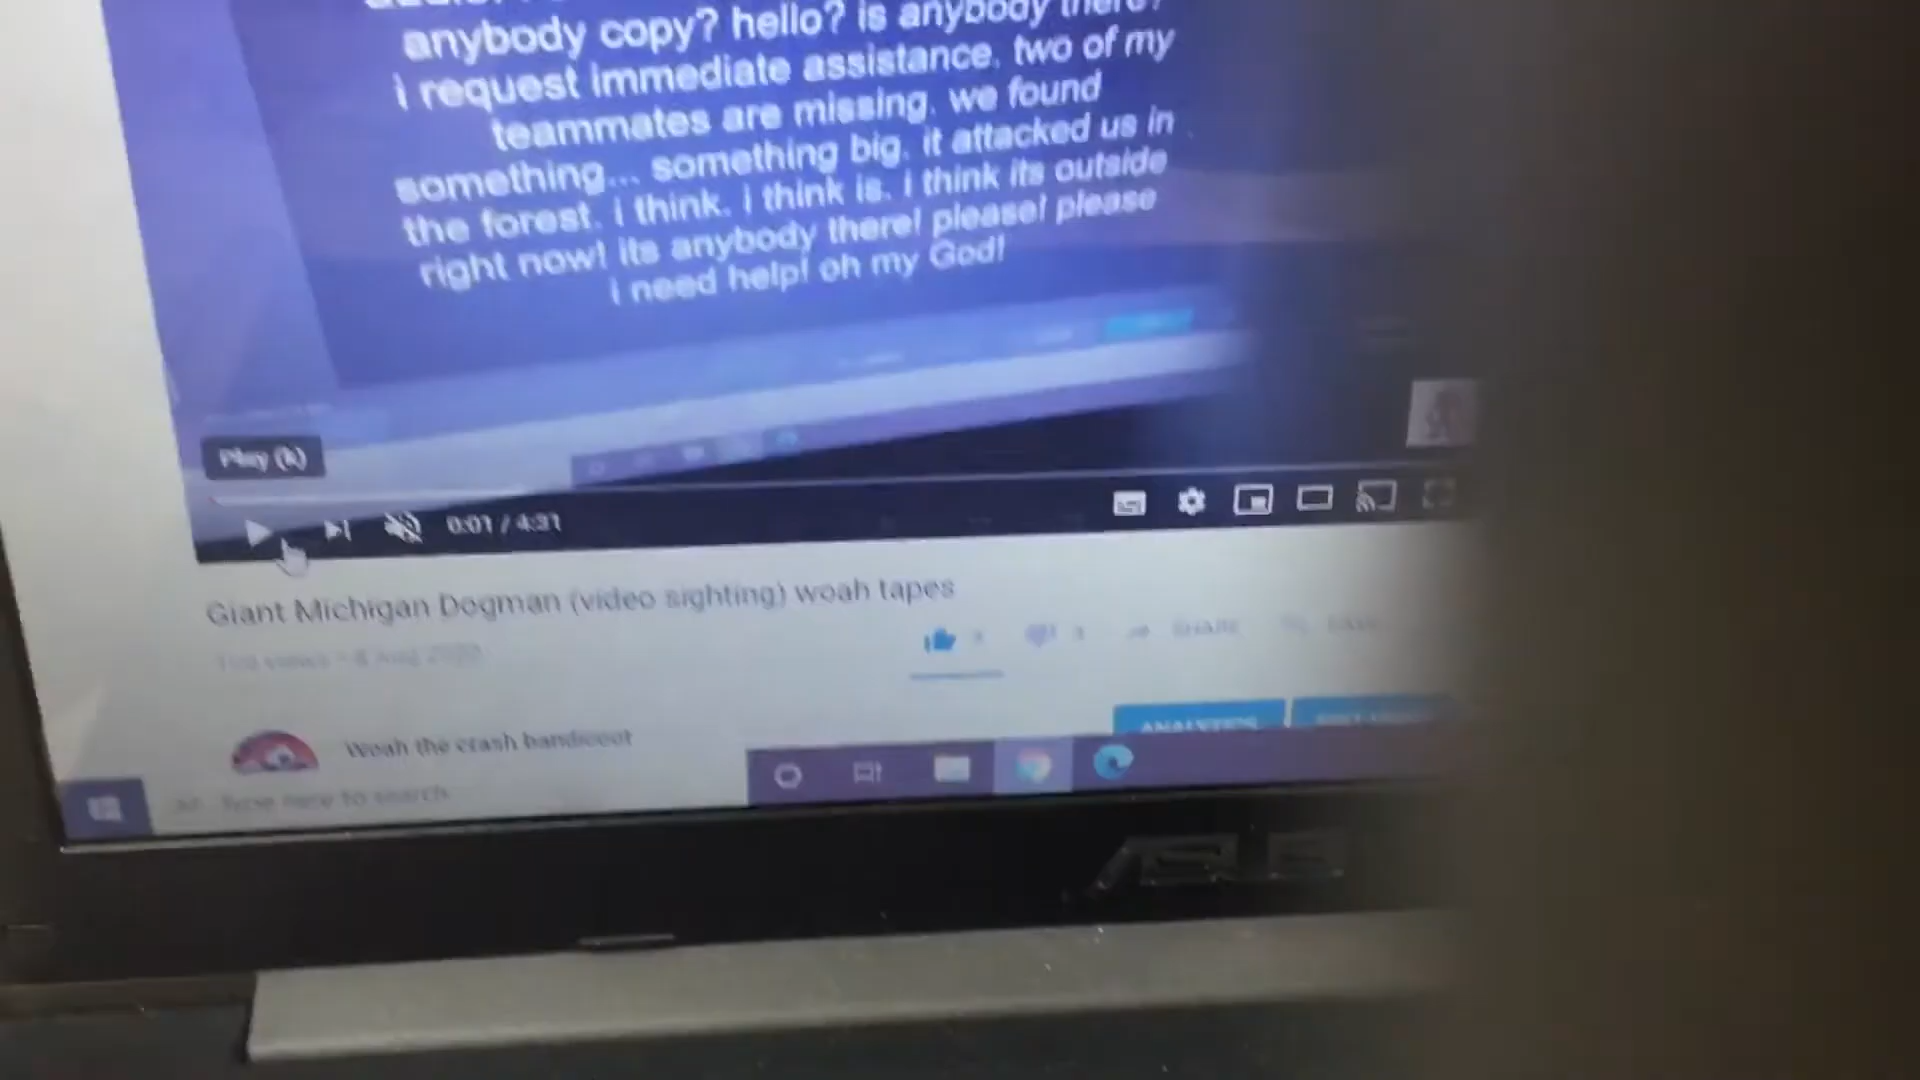 anybody copy? hello? is anybody there?
i request immediate assistance. two of my
teammates are missing. we found
something... something big. it attacked us in
the forest. i think. i think is. i think its outside
right now! its anybody there! please! please
i need help! oh my God!
Play (k)
0:01 / 4:31
Giant Michigan Dogman (video sighting) woah tapes
SHARE
ANALYTICS
Woah the crash bandicoot
Type here to search